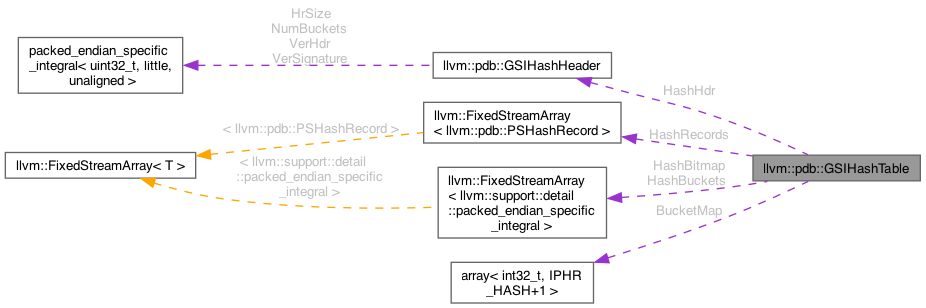 HrSize
NumBuckets
VerHdr
VerSignature
packed_endian_specific
_integral< uint32_t, little,
unaligned >
llvm::pdb::GSIHashHeader
HashHdr
llvm::FixedStreamArray
< llvm::pdb::PSHashRecord >
< llvm::pdb::PSHashRecord >
HashRecords
llvm::FixedStreamArray< T >
< llvm::support::detail
::packed_endian_specific
_integral >
llvm::FixedStreamArray
< llvm::support::detail
::packed_endian_specific
_integral >
HashBitmap
HashBuckets
llvm::pdb::GSIHashTable
BucketMap
array< int32_t, IPHR
_HASH+1 >